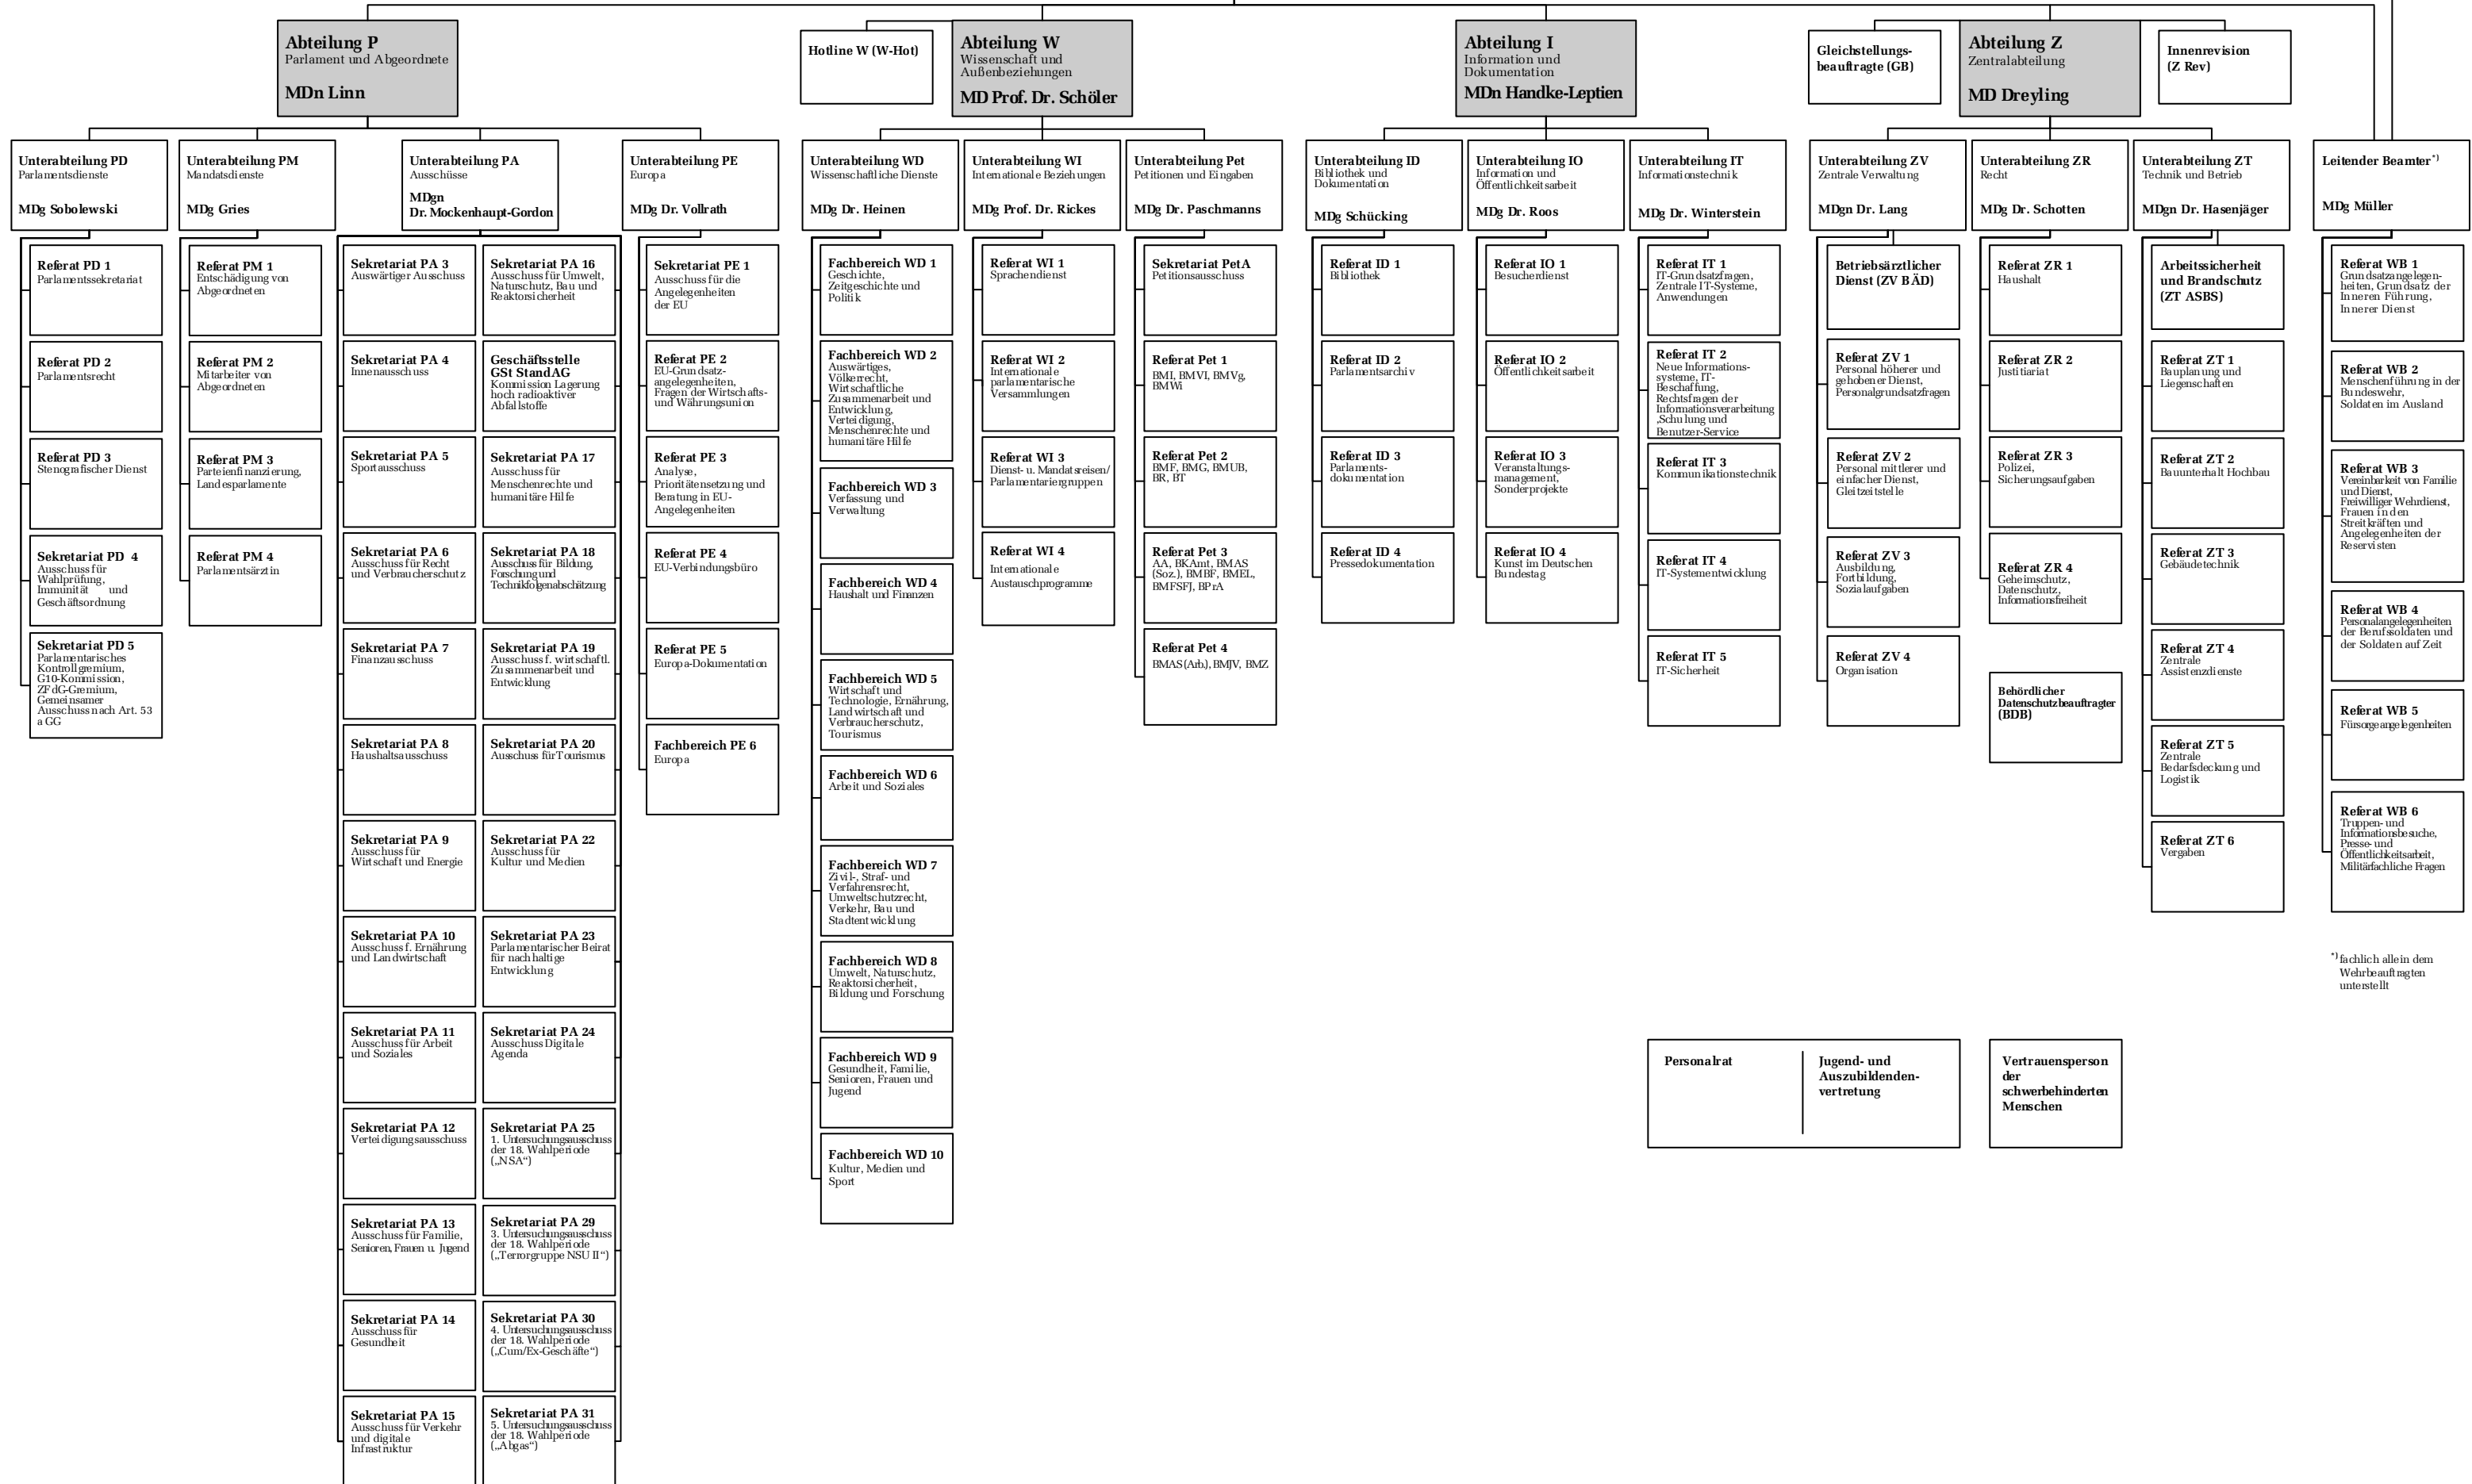 Abteilung P
Parlament und Abgeordnete
MDn Linn
Hotline W (W-Hot)
Abteilung W
Wissenschaft und
Außenbeziehungen
MD Prof. Dr. Schöler
Abteilung I
Information und
Dokumentation
MDn Handke-Leptien
Gleichstellungs-
beauftragte (GB)
Abteilung Z
Zentralabteilung
MD Dreyling
Innenrevision
(Z Rev)
Unterabteilung PD
Parlamentsdienste
MDg Sobolewski
Unterabteilung PM
Mandatsdienste
MDg Gries
Unterabteilung PA
Ausschüsse
MDgn
Dr. Mockenhaupt-Gordon
Unterabteilung PE
Europa
MDg Dr. Vollrath
Unterabteilung WD
Wissenschaftliche Dienste
MDg Dr. Heinen
Unterabteilung WI
Internationale Beziehungen
MDg Prof. Dr. Rickes
Unterabteilung Pet
Petitionen und Eingaben
MDg Dr. Paschmanns
Unterabteilung ID
Bibliothek und
Dokumentation
MDg Schücking
Unterabteilung IO
Information und
Öffentlichkeitsarbeit
MDg Dr. Roos
Unterabteilung IT
Informationstechnik
MDg Dr. Winterstein
Unterabteilung ZV
Zentrale Verwaltung
MDgn Dr. Lang
Unterabteilung ZR
Recht
MDg Dr. Schotten
Unterabteilung ZT
Technik und Betrieb
MDgn Dr. Hasenjäger
Leitender Beamter*)
MDg Müller
Referat PD 1
Parlamentssekretariat
Referat PD 2
Parlamentsrecht
Referat PD 3
Stenografischer Dienst
Sekretariat PD 4
Ausschuss für
Wahlprüfung,
Immunität und
Geschäftsordnung
Sekretariat PD 5
Parlamentarisches
Kontrollgremium,
G10-Kommission,
ZFdG-Gremium,
Gemeinsamer
Ausschuss nach Art. 53
a GG
Referat PM 1
Entschädigung von
Abgeordneten
Referat PM 2
Mitarbeiter von
Abgeordneten
Referat PM 3
Parteienfinanzierung,
Landesparlamente
Referat PM 4
Parlamentsärztin
Sekretariat PA 3
Auswärtiger Ausschuss
Sekretariat PA 4
Innenausschuss
Sekretariat PA 5
Sportausschuss
Sekretariat PA 6
Ausschuss für Recht
und Verbraucherschutz
Sekretariat PA 7
Finanzausschuss
Sekretariat PA 8
Haushaltsausschuss
Sekretariat PA 9
Ausschuss für
Wirtschaft und Energie
Sekretariat PA 10
Ausschuss f. Ernährung
und Landwirtschaft
Sekretariat PA 11
Ausschuss für Arbeit
und Soziales
Sekretariat PA 12
Verteidigungsausschuss
Sekretariat PA 13
Ausschuss für Familie,
Senioren, Frauen u. Jugend
Sekretariat PA 14
Ausschuss für
Gesundheit
Sekretariat PA 15
Ausschuss für Verkehr
und digitale
Infrastruktur
Sekretariat PA 16
Ausschuss für Umwelt,
Naturschutz, Bau und
Reaktorsicherheit
Geschäftsstelle
GSt StandAG
Kommission Lagerung
hoch radioaktiver
Abfallstoffe
Sekretariat PA 17
Ausschuss für
Menschenrechte und
humanitäre Hilfe
Sekretariat PA 18
Ausschuss für Bildung,
Forschung und
Technikfolgenabschätzung
Sekretariat PA 19
Ausschuss f. wirtschaftl.
Zusammenarbeit und
Entwicklung
Sekretariat PA 20
Ausschuss für Tourismus
Sekretariat PA 22
Ausschuss für
Kultur und Medien
Sekretariat PA 23
Parlamentarischer Beirat
für nachhaltige
Entwicklung
Sekretariat PA 24
Ausschuss Digitale
Agenda
Sekretariat PA 25
1. Untersuchungsausschuss
der 18. Wahlperiode
(„NSA“)
Sekretariat PA 29
3. Untersuchungsausschuss
der 18. Wahlperiode
(„Terrorgruppe NSU II“)
Sekretariat PA 30
4. Untersuchungsausschuss
der 18. Wahlperiode
(„Cum/Ex-Geschäfte“)
Sekretariat PA 31
5. Untersuchungsausschuss
der 18. Wahlperiode
(„Abgas“)
Sekretariat PE 1
Ausschuss für die
Angelegenheiten
der EU
Referat PE 2
EU-Grundsatz-
angelegenheiten,
Fragen der Wirtschafts-
und Währungsunion
Referat PE 3
Analyse,
Prioritätensetzung und
Beratung in EU-
Angelegenheiten
Referat PE 4
EU-Verbindungsbüro
Referat PE 5
Europa-Dokumentation
Fachbereich PE 6
Europa
Fachbereich WD 1
Geschichte,
Zeitgeschichte und
Politik
Fachbereich WD 2
Auswärtiges,
Völkerrecht,
Wirtschaftliche
Zusammenarbeit und
Entwicklung,
Verteidigung,
Menschenrechte und
humanitäre Hilfe
Fachbereich WD 3
Verfassung und
Verwaltung
Fachbereich WD 4
Haushalt und Finanzen
Fachbereich WD 5
Wirtschaft und
Technologie, Ernährung,
Landwirtschaft und
Verbraucherschutz,
Tourismus
Fachbereich WD 6
Arbeit und Soziales
Fachbereich WD 7
Zivil-, Straf- und
Verfahrensrecht,
Umweltschutzrecht,
Verkehr, Bau und
Stadtentwicklung
Fachbereich WD 8
Umwelt, Naturschutz,
Reaktorsicherheit,
Bildung und Forschung
Fachbereich WD 9
Gesundheit, Familie,
Senioren, Frauen und
Jugend
Fachbereich WD 10
Kultur, Medien und
Sport
Referat WI 1
Sprachendienst
Referat WI 2
Internationale
parlamentarische
Versammlungen
Referat WI 3
Dienst- u. Mandatsreisen/
Parlamentariergruppen
Referat WI 4
Internationale
Austauschprogramme
Sekretariat PetA
Petitionsausschuss
Referat Pet 1
BMI, BMVI, BMVg,
BMWi
Referat Pet 2
BMF, BMG, BMUB,
BR, BT
Referat Pet 3
AA, BKAmt, BMAS
(Soz.), BMBF, BMEL,
BMFSFJ, BPrA
Referat Pet 4
BMAS (Arb.), BMJV, BMZ
Referat ID 1
Bibliothek
Referat ID 2
Parlamentsarchiv
Referat ID 3
Parlaments-
dokumentation
Referat ID 4
Pressedokumentation
Referat IO 1
Besucherdienst
Referat IO 2
Öffentlichkeitsarbeit
Referat IO 3
Veranstaltungs-
management,
Sonderprojekte
Referat IO 4
Kunst im Deutschen
Bundestag
Referat IT 1
IT-Grundsatzfragen,
Zentrale IT-Systeme,
Anwendungen
Referat IT 2
Neue Informations-
systeme, IT-
Beschaffung,
Rechtsfragen der
Informationsverarbeitung
,Schulung und
Benutzer-Service
Referat IT 3
Kommunikationstechnik
Referat IT 4
IT-Systementwicklung
Referat IT 5
IT-Sicherheit
Betriebsärztlicher
Dienst (ZV BÄD)
Referat ZV 1
Personal höherer und
gehobener Dienst,
Personalgrundsatzfragen
Referat ZV 2
Personal mittlerer und
einfacher Dienst,
Gleitzeitstelle
Referat ZV 3
Ausbildung,
Fortbildung,
Sozialaufgaben
Referat ZV 4
Organisation
Referat ZR 1
Haushalt
Referat ZR 2
Justitiariat
Referat ZR 3
Polizei,
Sicherungsaufgaben
Referat ZR 4
Geheimschutz,
Datenschutz,
Informationsfreiheit
Behördlicher
Datenschutzbeauftragter
(BDB)
Arbeitssicherheit
und Brandschutz
(ZT ASBS)
Referat ZT 1
Bauplanung und
Liegenschaften
Referat ZT 2
Bauunterhalt Hochbau
Referat ZT 3
Gebäudetechnik
Referat ZT 4
Zentrale
Assistenzdienste
Referat ZT 5
Zentrale
Bedarfsdeckung und
Logistik
Referat ZT 6
Vergaben
Referat WB 1
Grundsatzangelegen-
heiten, Grundsatz der
Inneren Führung,
Innerer Dienst
Referat WB 2
Menschenführung in der
Bundeswehr,
Soldaten im Ausland
Referat WB 3
Vereinbarkeit von Familie
und Dienst,
Freiwilliger Wehrdienst,
Frauen in den
Streitkräften und
Angelegenheiten der
Reservisten
Referat WB 4
Personalangelegenheiten
der Berufssoldaten und
der Soldaten auf Zeit
Referat WB 5
Fürsorgeangelegenheiten
Referat WB 6
Truppen- und
Informationsbesuche,
Presse- und
Öffentlichkeitsarbeit,
Militärfachliche Fragen
*) fachlich allein dem
Wehrbeauftragten
unterstellt
Personalrat
Jugend- und
Auszubildenden-
vertretung
Vertrauensperson
der
schwerbehinderten
Menschen